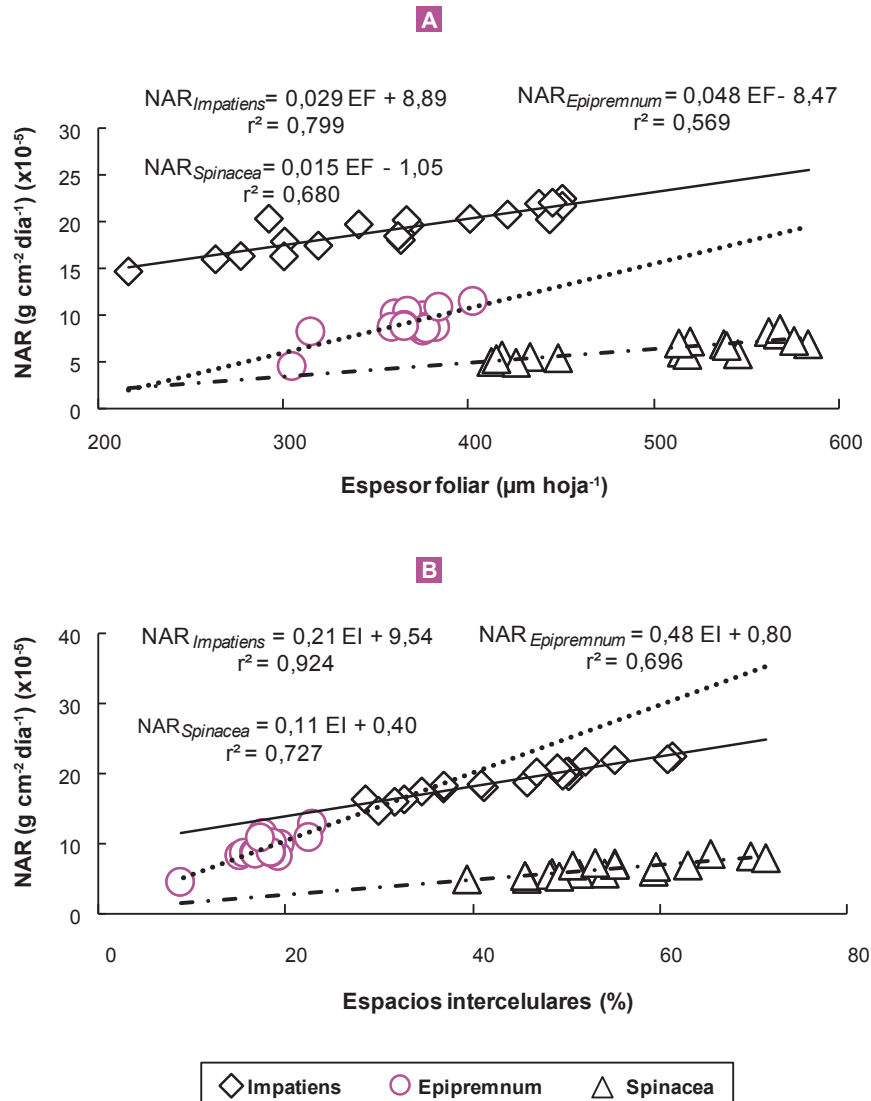 A
NAR Impatiens = 0,029 EF + 8,89
r² = 0,799
NAR Epipremnum = 0,048 EF- 8,47
r² = 0,569
NAR Spinacea = 0,015 EF - 1,05
r² = 0,680
NAR (g cm⁻² día⁻¹) (x10⁻⁵)
30
25
20
15
10
5
0
200 300 400 500 600
Espesor foliar (µm hoja⁻¹)
B
NAR Impatiens = 0,21 EI + 9,54
r² = 0,924
NAR Epipremnum = 0,48 EI + 0,80
r² = 0,696
NAR Spinacea = 0,11 EI + 0,40
r² = 0,727
NAR (g cm⁻² día⁻¹) (x10⁻⁵)
40
30
20
10
0
0 20 40 60 80
Espacios intercelulares (%)
Impatiens Epipremnum Spinacea